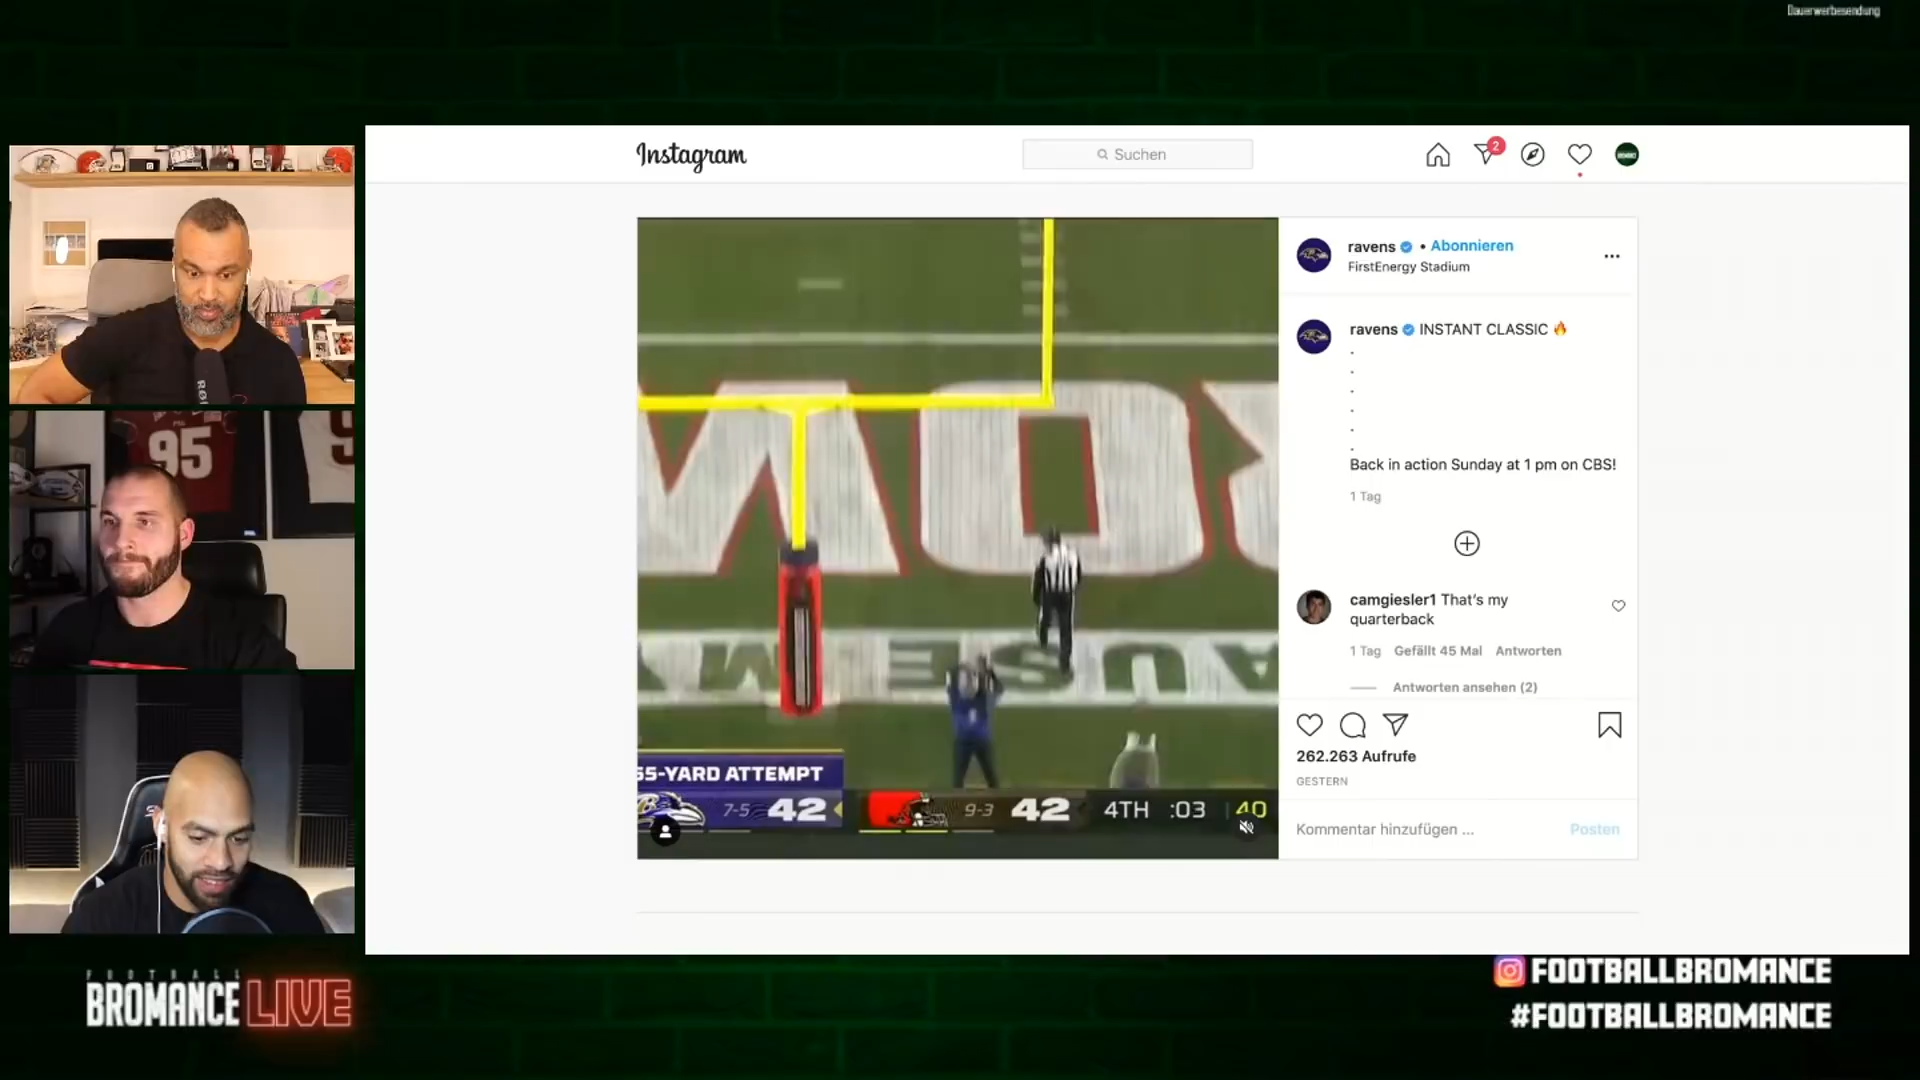 Dauerwerbesendung
Instagram
Suchen
2
ravens • Abonnieren
FirstEnergy Stadium
ravens INSTANT CLASSIC 🔥
.
.
.
.
.
.
Back in action Sunday at 1 pm on CBS!
1 Tag
camgiesler1 That's my
quarterback
1 Tag Gefällt 45 Mal Antworten
Antworten ansehen (2)
262.263 Aufrufe
GESTERN
Kommentar hinzufügen ...
Posten
55-YARD ATTEMPT
7-5 42 9-3 42 4TH :03 40
95
RØDE
FOOTBALL
BROMANCE LIVE
FOOTBALLBROMANCE
#FOOTBALLBROMANCE